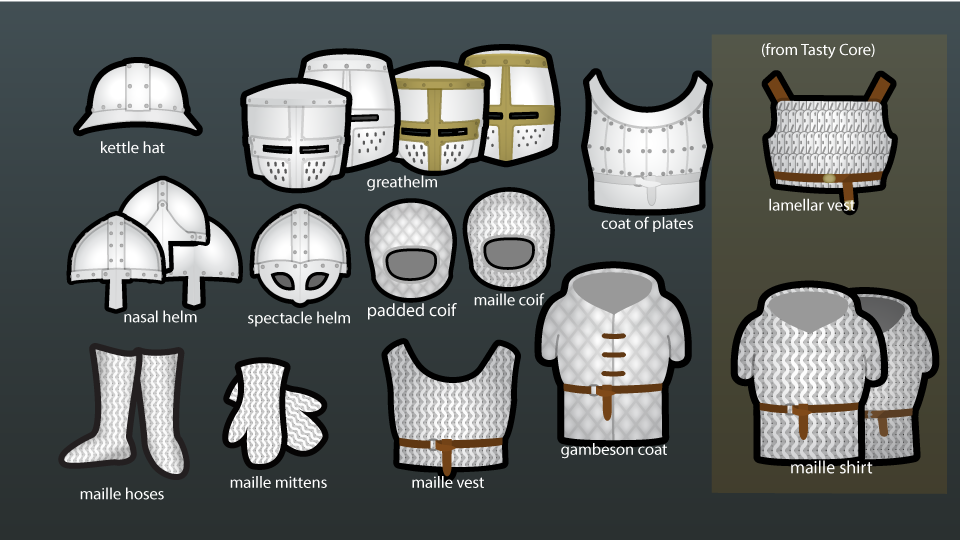 (from Tasty Core)
kettle hat
greathelm
coat of plates
lamellar vest
nasal helm
spectacle helm
padded coif
maille coif
maille hoses
maille mittens
maille vest
gambeson coat
maille shirt